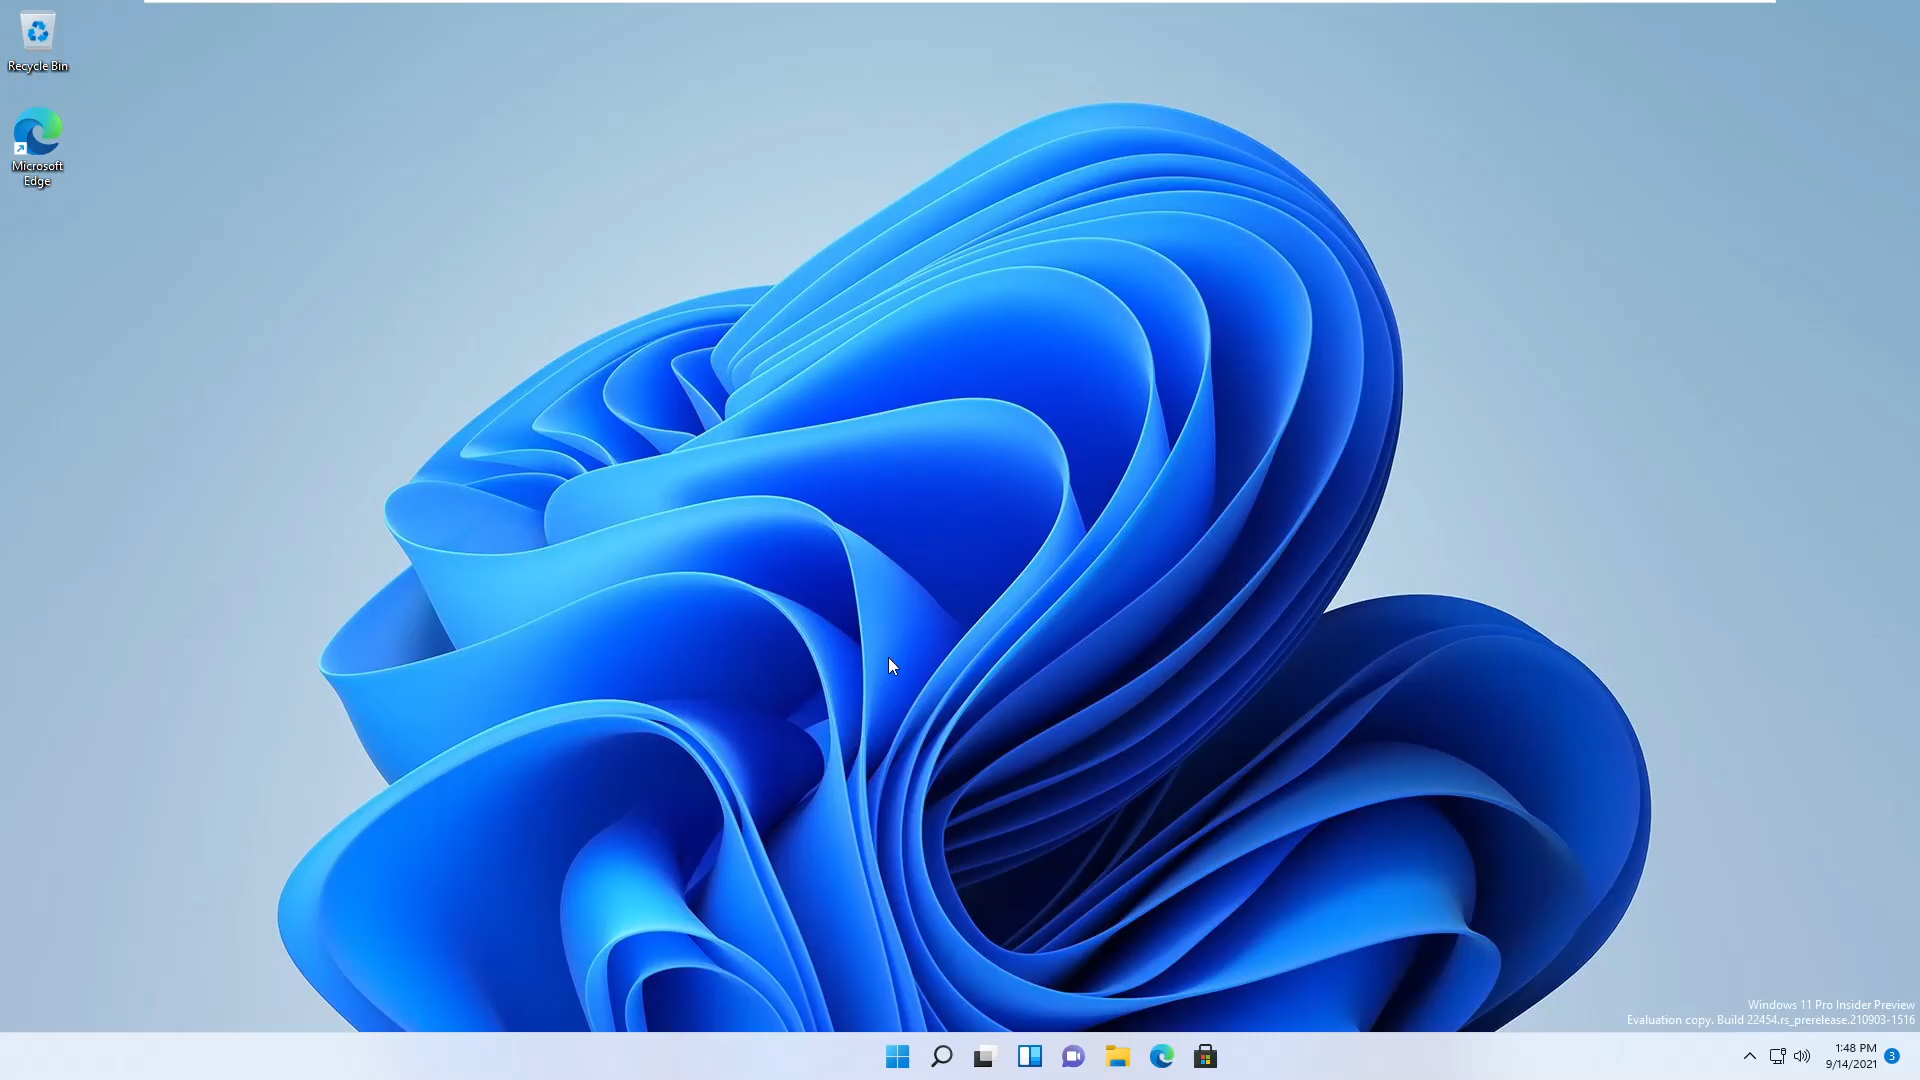 Recycle Bin
Microsoft
Edge
Windows 11 Pro Insider Preview
Evaluation copy. Build 22454.rs_prerelease.210903-1516
1:48 PM
9/14/2021
3